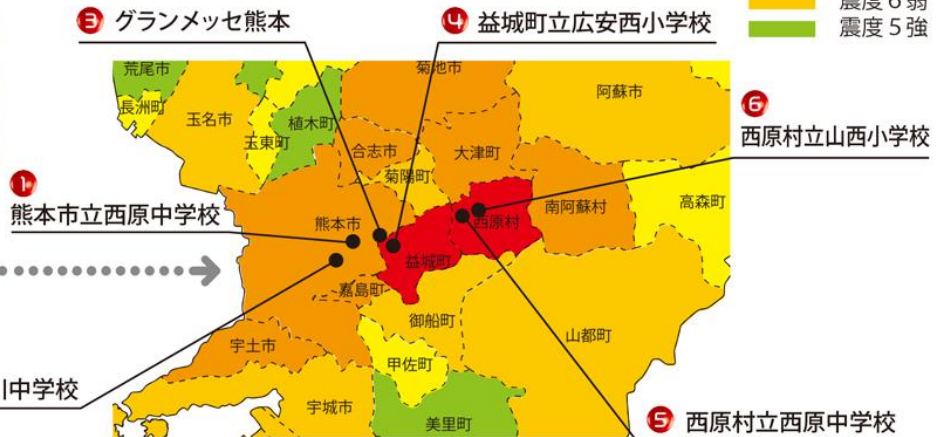 ③ グランメッセ熊本
④ 益城町立広安西小学校
震度6弱
震度5強
荒尾市
菊池市
長洲町
玉名市
玉東町
植木町
合志市
菊陽町
大津町
阿蘇市
⑥
西原村立山西小学校
①
熊本市立西原中学校
熊本市
西原村
南阿蘇村
高森町
益城町
嘉島町
御船町
山都町
宇土市
甲佐町
中学校
宇城市
美里町
⑤ 西原村立西原中学校